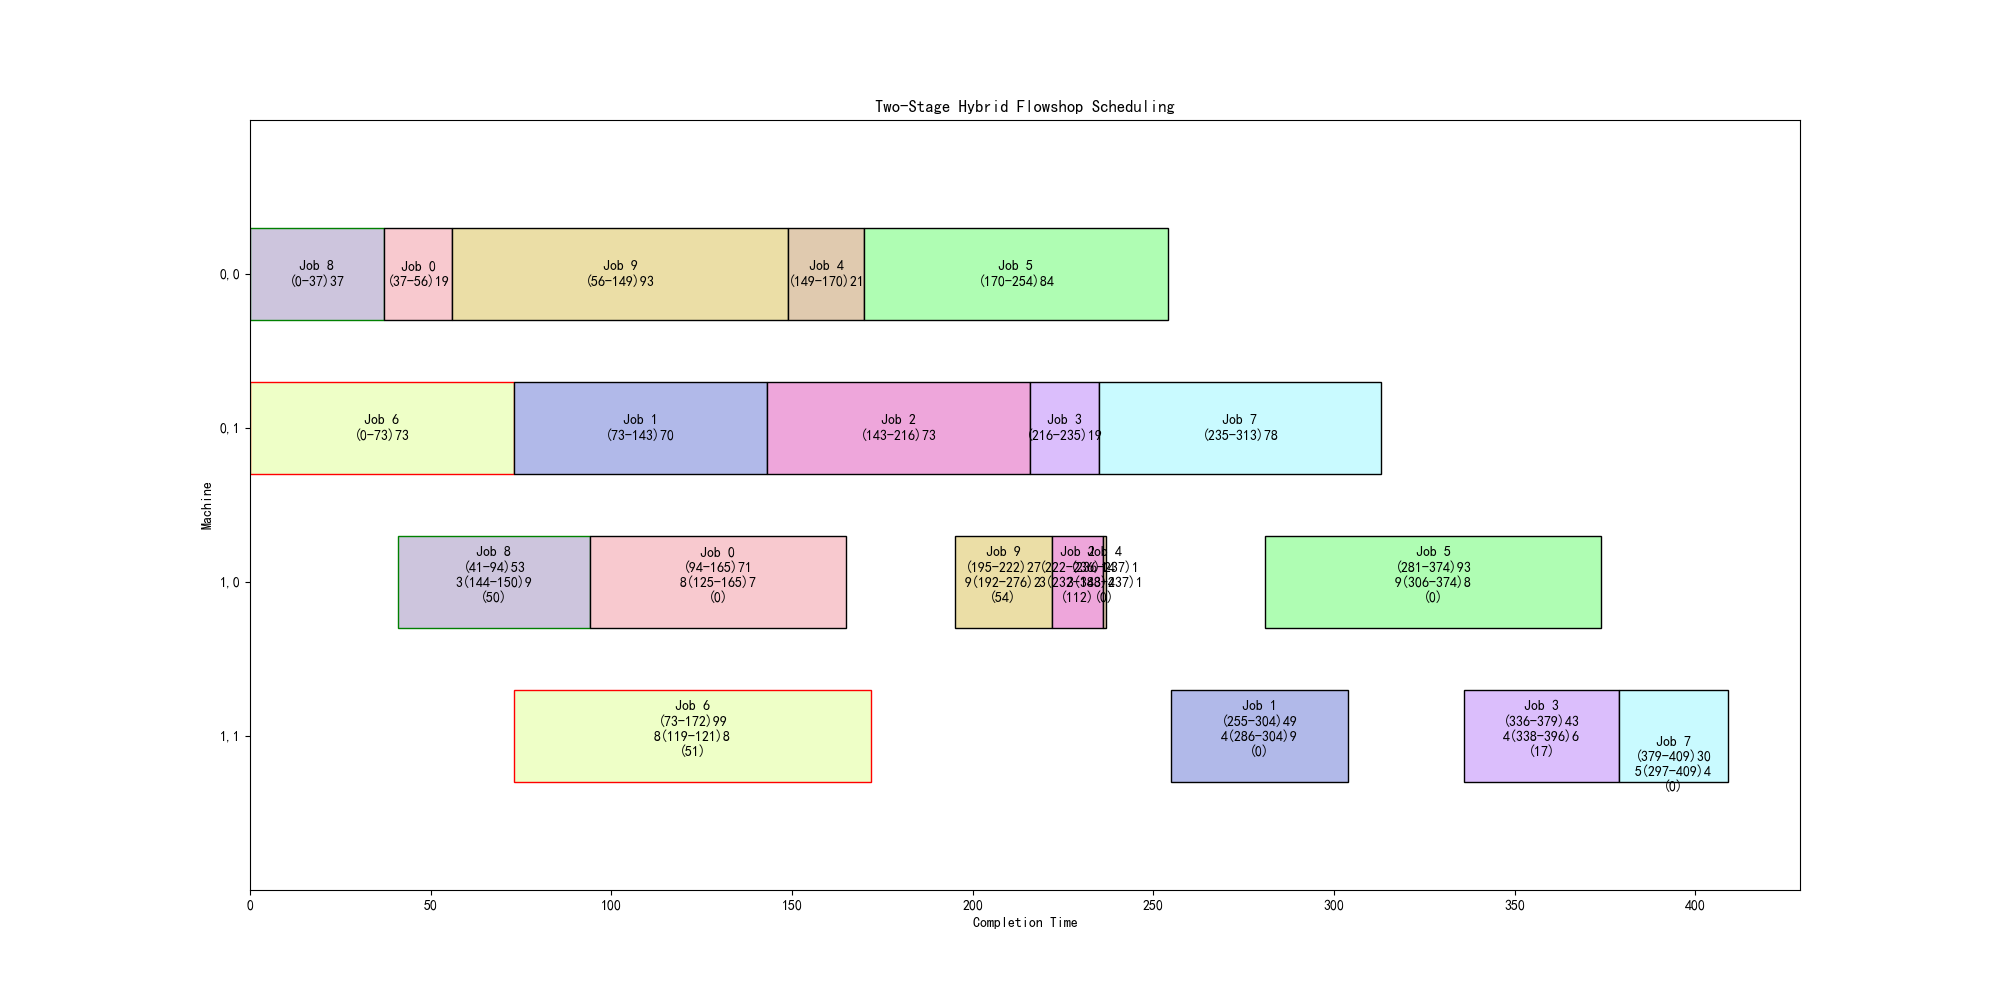 Two-Stage Hybrid Flowshop Scheduling
0,0
Job 8
(0-37)37
Job 0
(37-56)19
Job 9
(56-149)93
Job 4
(149-170)21
Job 5
(170-254)84
0,1
Job 6
(0-73)73
Job 1
(73-143)70
Job 2
(143-216)73
Job 3
(216-235)19
Job 7
(235-313)78
Machine
1,0
Job 8
(41-94)53
3(144-150)9
(50)
Job 0
(94-165)71
8(125-165)7
(0)
Job 9
(195-222)27
9(192-276)2
(54)
Job
(112)
Job 4
(0)
Job 5
(281-374)93
9(306-374)8
(0)
1,1
Job 6
(73-172)99
8(119-121)8
(51)
Job 1
(255-304)49
4(286-304)9
(0)
Job 3
(336-379)43
4(338-396)6
(17)
Job 7
(379-409)30
5(297-409)4
(0)
0 50 100 150 200 250 300 350 400
Completion Time